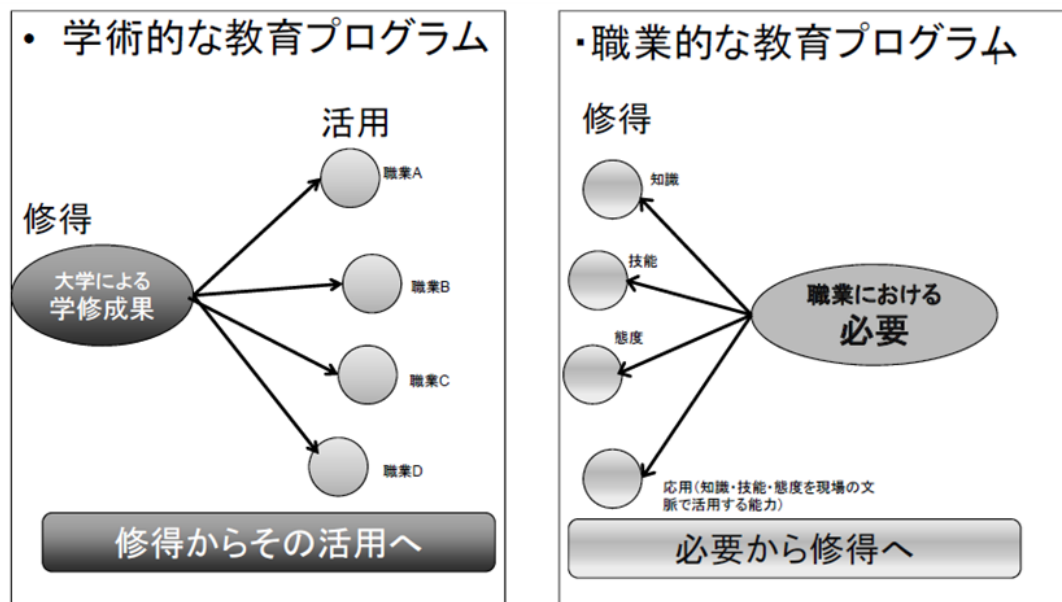 • 学術的な教育プログラム
活用
職業A
修得
大学による
学修成果
職業B
職業C
職業D
修得からその活用へ
・職業的な教育プログラム
修得
知識
技能
職業における
必要
態度
応用(知識・技能・態度を現場の文
脈で活用する能力)
必要から修得へ